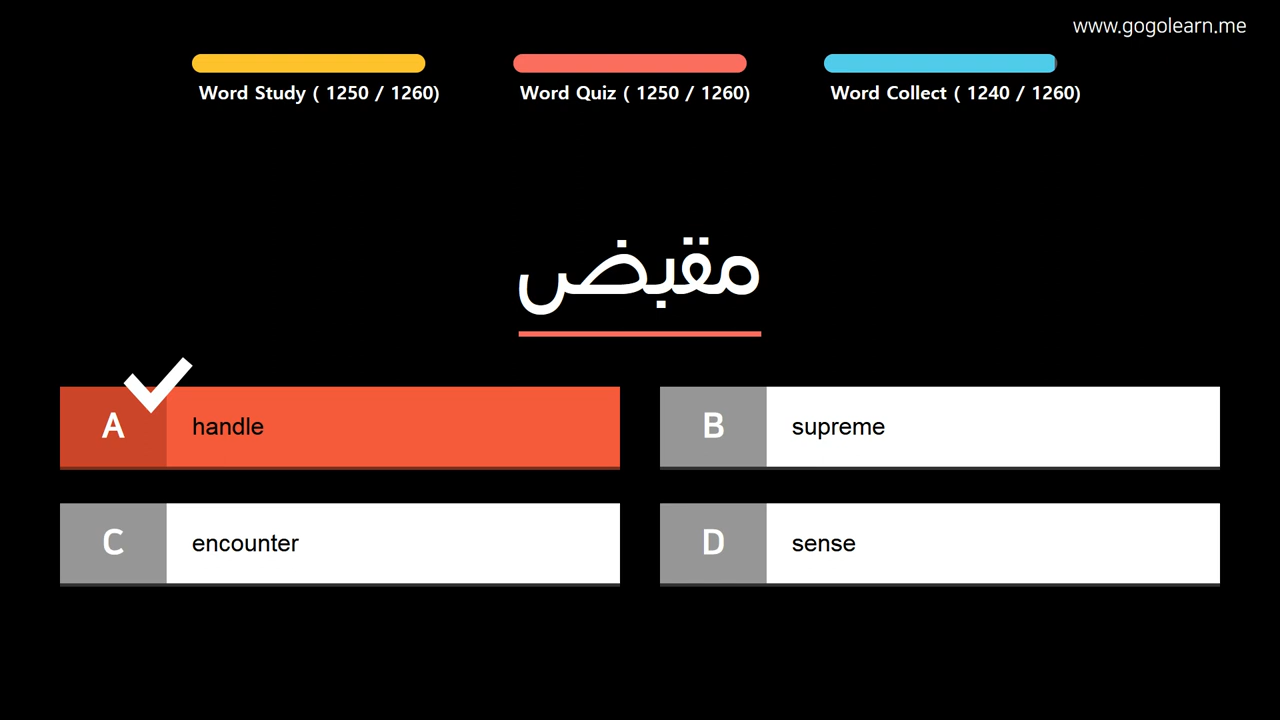 www.gogolearn.me
Word Study ( 1250 / 1260)
Word Quiz ( 1250 / 1260)
Word Collect ( 1240 / 1260)
مقبض
A handle
B supreme
C encounter
D sense